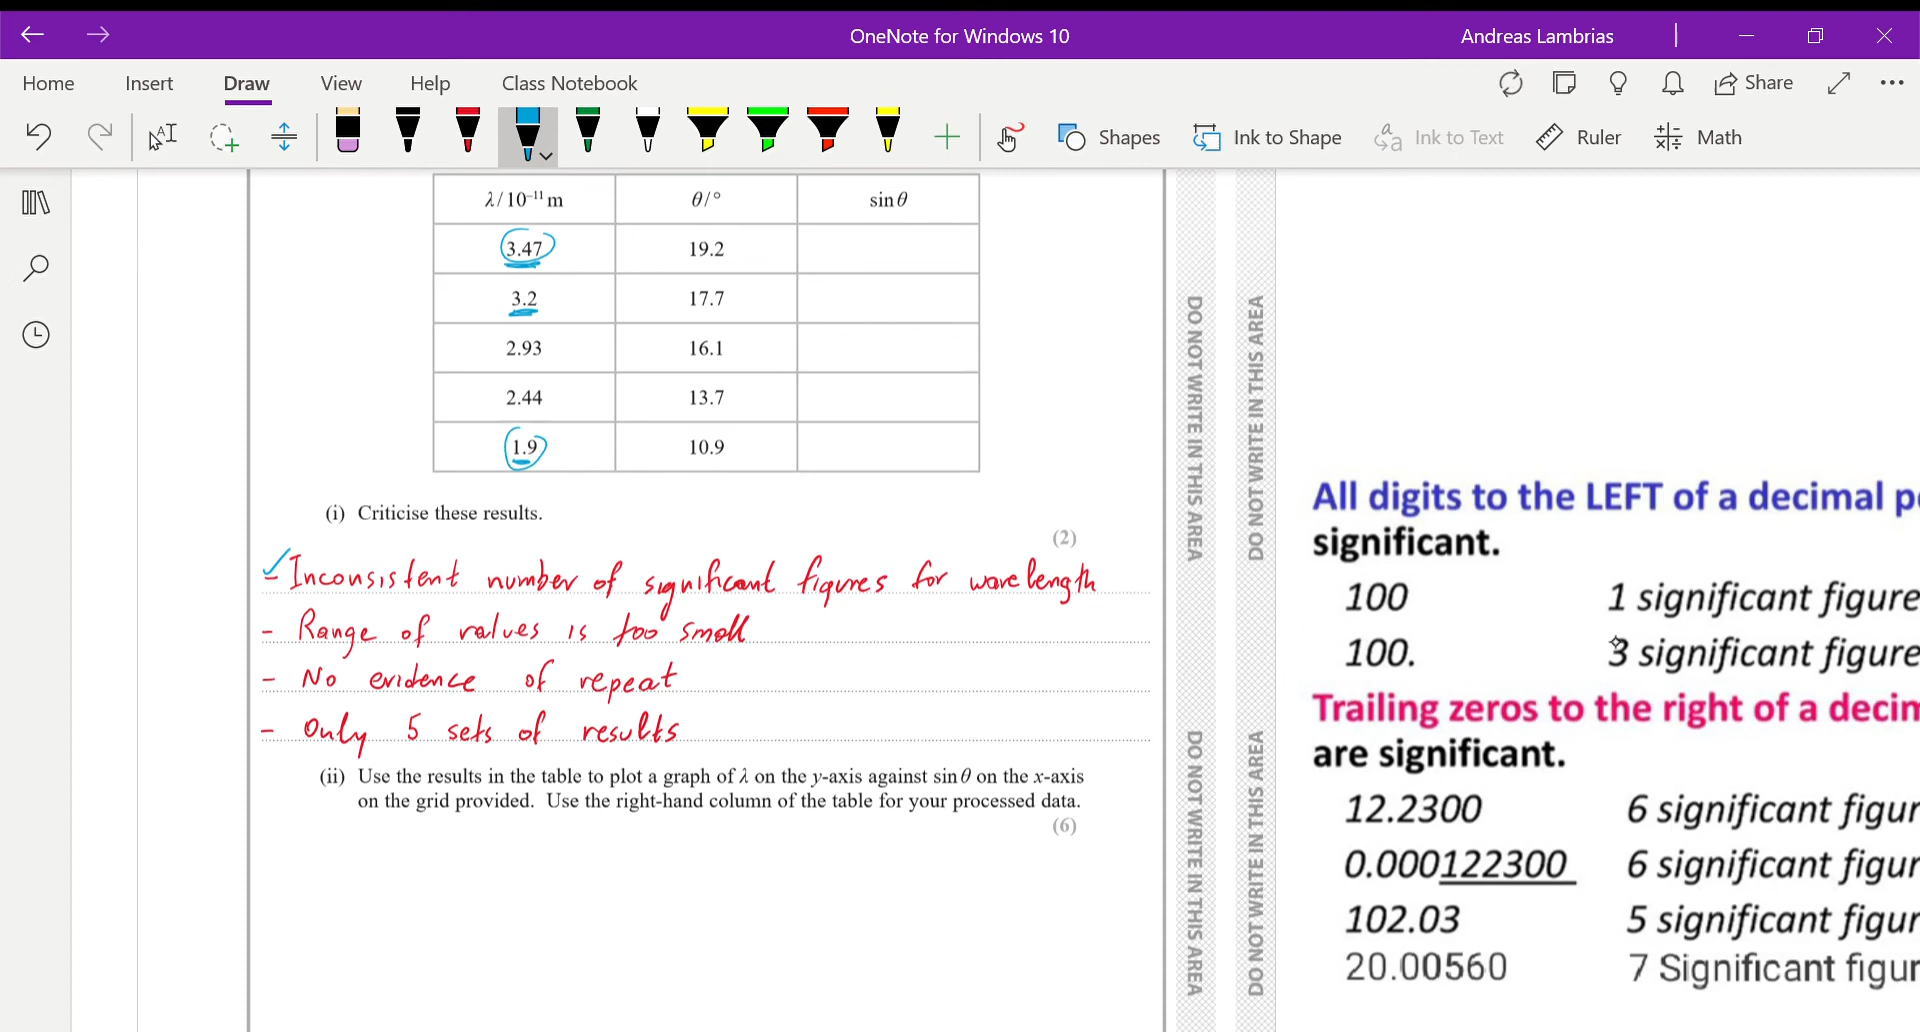 OneNote for Windows 10
Andreas Lambrias
Home Insert Draw View Help Class Notebook
Share
Shapes Ink to Shape Ink to Text Ruler Math
λ/10⁻¹¹m θ/° sinθ
3.47 19.2
3.2 17.7
2.93 16.1
2.44 13.7
1.9 10.9
(i) Criticise these results.
(2)
- Inconsistent number of significant figures for wavelength
- Range of values is too small
- No evidence of repeat
- Only 5 sets of results
(ii) Use the results in the table to plot a graph of λ on the y-axis against sinθ on the x-axis
on the grid provided. Use the right-hand column of the table for your processed data.
(6)
DO NOT WRITE IN THIS AREA
DO NOT WRITE IN THIS AREA
DO NOT WRITE IN THIS AREA
DO NOT WRITE IN THIS AREA
All digits to the LEFT of a decimal p
significant.
100 1 significant figure
100. 3 significant figure
Trailing zeros to the right of a decim
are significant.
12.2300 6 significant figur
0.000122300 6 significant figur
102.03 5 significant figur
20.00560 7 Significant figur